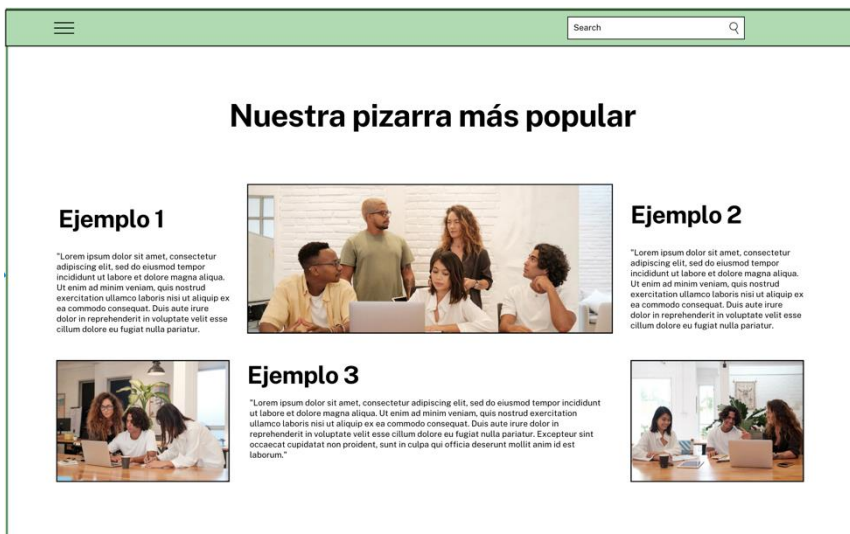 Search
Nuestra pizarra más popular
Ejemplo 1
"Lorem ipsum dolor sit amet, consectetur
adipiscing elit, sed do eiusmod tempor
incididunt ut labore et dolore magna aliqua.
Ut enim ad minim veniam, quis nostrud
exercitation ullamco laboris nisi ut aliquip ex
ea commodo consequat. Duis aute irure
dolor in reprehenderit in voluptate velit esse
cillum dolore eu fugiat nulla pariatur.
Ejemplo 2
"Lorem ipsum dolor sit amet, consectetur
adipiscing elit, sed do eiusmod tempor
incididunt ut labore et dolore magna aliqua.
Ut enim ad minim veniam, quis nostrud
exercitation ullamco laboris nisi ut aliquip ex
ea commodo consequat. Duis aute irure
dolor in reprehenderit in voluptate velit esse
cillum dolore eu fugiat nulla pariatur.
Ejemplo 3
"Lorem ipsum dolor sit amet, consectetur adipiscing elit, sed do eiusmod tempor incididunt
ut labore et dolore magna aliqua. Ut enim ad minim veniam, quis nostrud exercitation
ullamco laboris nisi ut aliquip ex ea commodo consequat. Duis aute irure dolor in
reprehenderit in voluptate velit esse cillum dolore eu fugiat nulla pariatur. Excepteur sint
occaecat cupidatat non proident, sunt in culpa qui officia deserunt mollit anim id est
laborum."